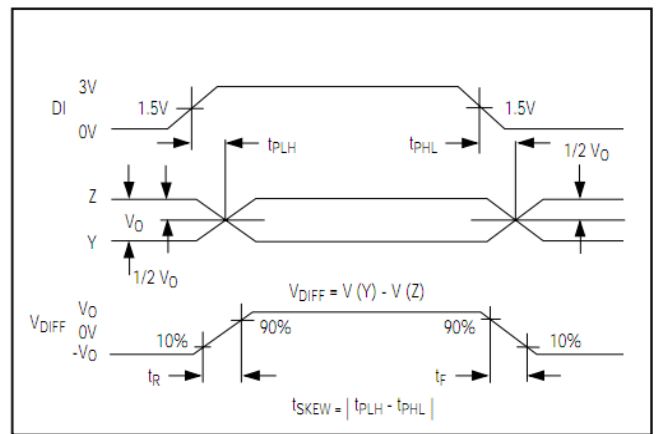 3V
DI 1.5V 1.5V
0V
tPLH tPHL 1/2 VO
Z
VO
Y
1/2 VO
VDIFF = V (Y) - V (Z)
VO
VDIFF 0V 90% 90%
-VO 10% 10%
tR tF
tSKEW = | tPLH - tPHL |